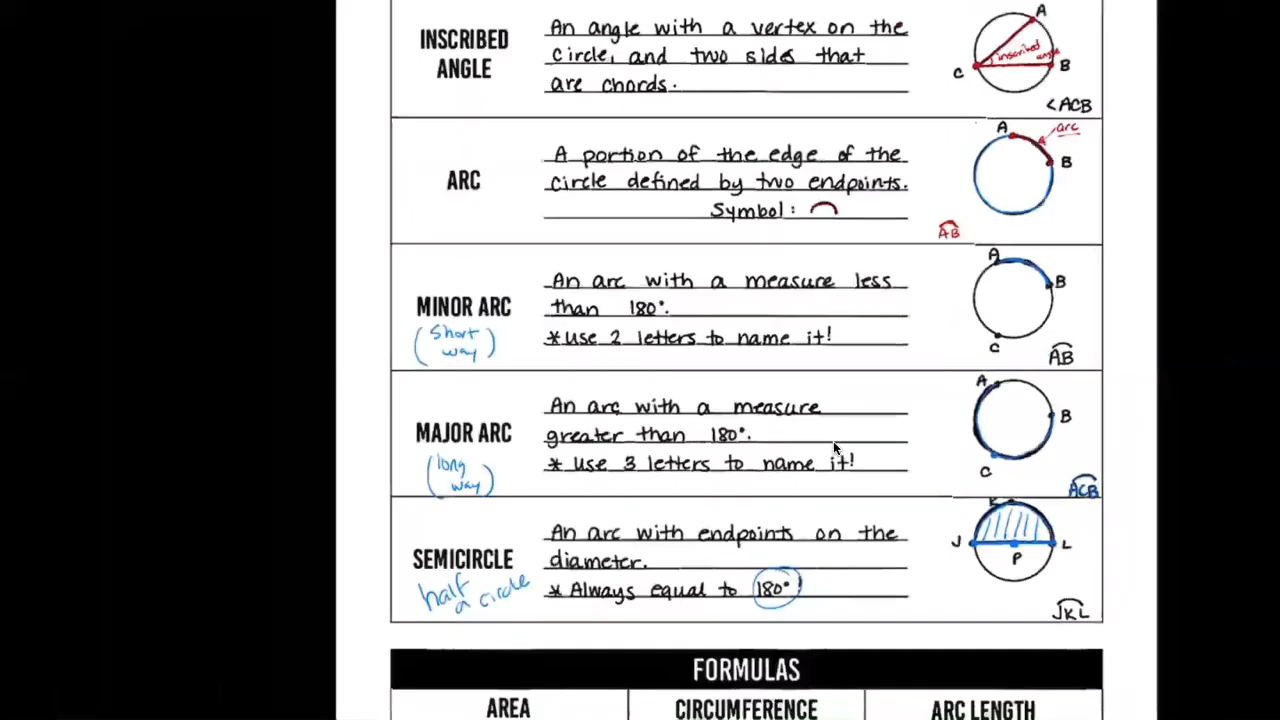 INSCRIBED
ANGLE
An angle with a vertex on the
circle, and two sides that
are chords.
A
inscribed
angle
C
B
<ACB
ARC
A portion of the edge of the
circle defined by two endpoints.
Symbol: ⌒
A
arc
B
AB
MINOR ARC
(short
way)
An arc with a measure less
than 180°.
*Use 2 letters to name it!
A
B
C
AB
MAJOR ARC
(long
way)
An arc with a measure
greater than 180°.
* Use 3 letters to name it!
A
B
C
ACB
SEMICIRCLE
half
a circle
An arc with endpoints on the
diameter.
* Always equal to 180°!
K
J
L
P
JKL
FORMULAS
AREA
CIRCUMFERENCE
ARC LENGTH